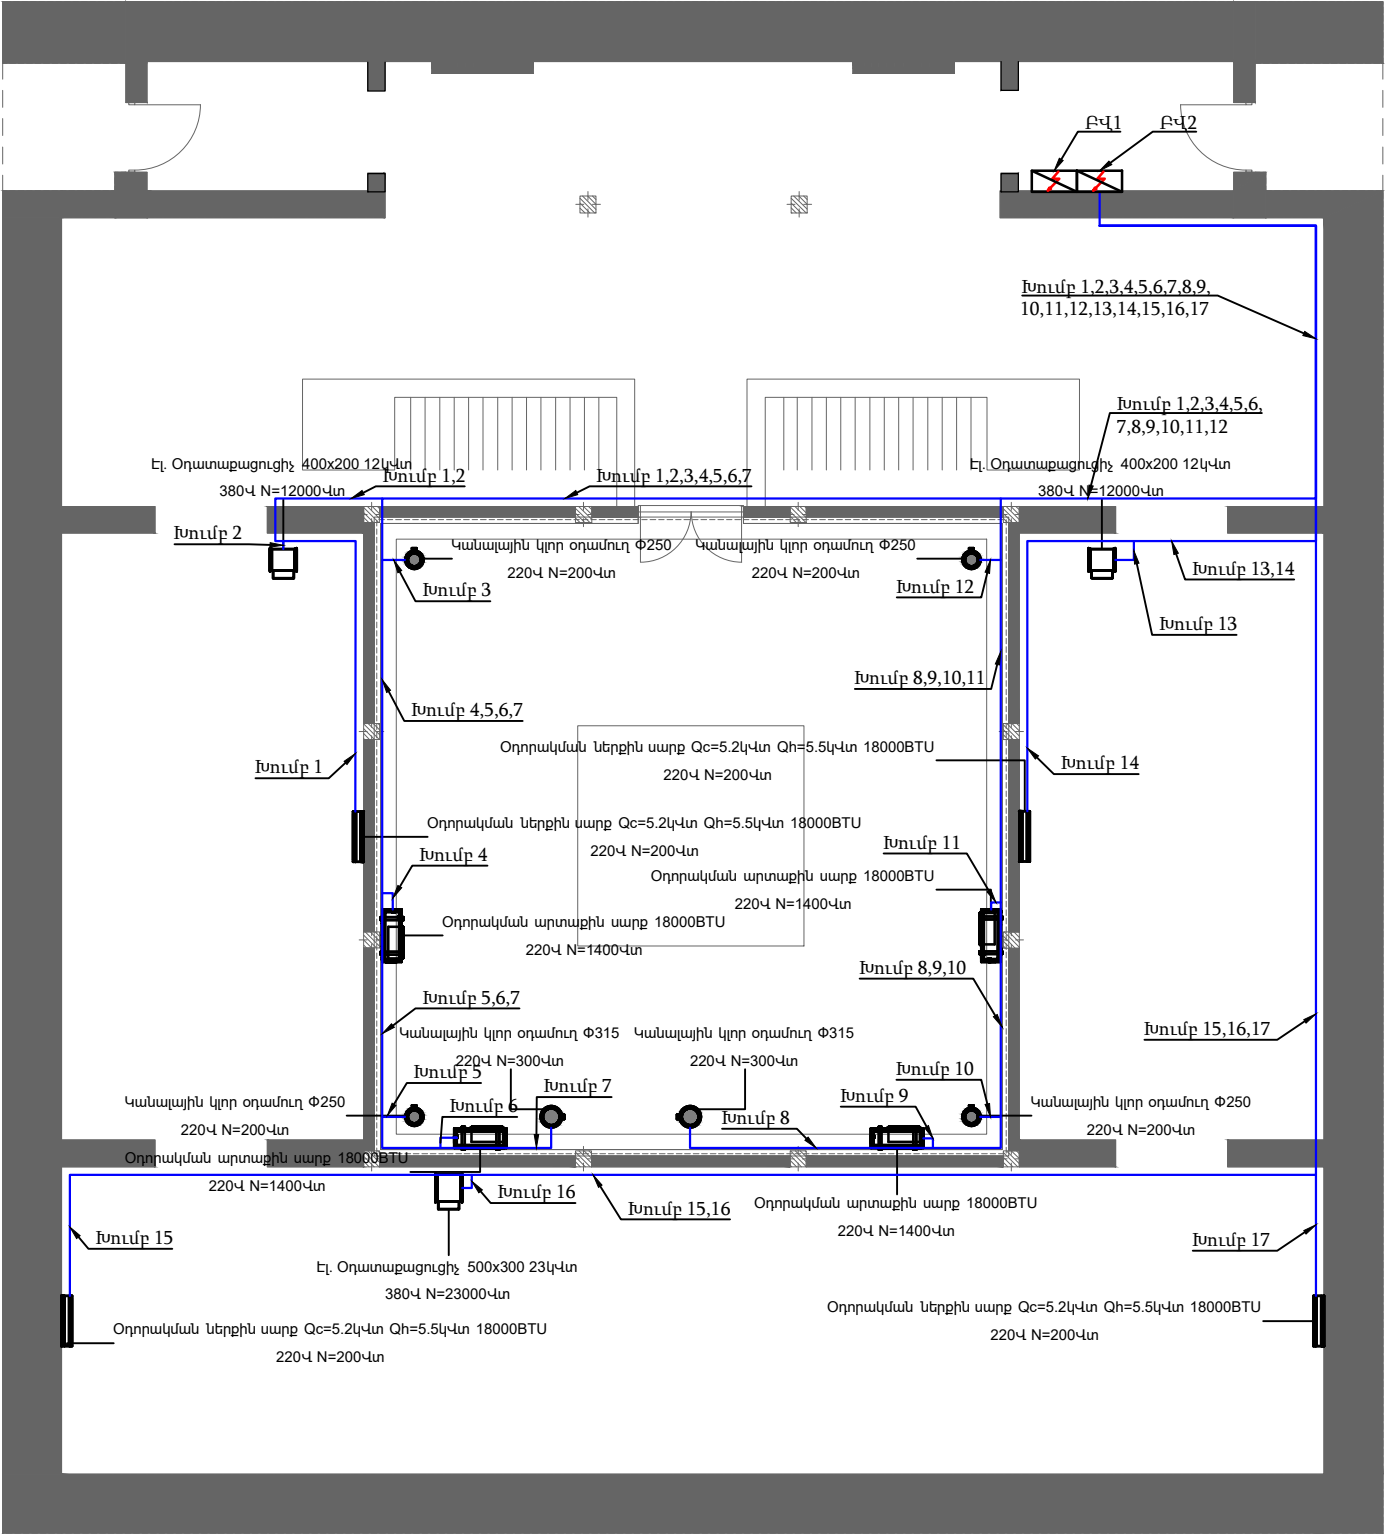 ԲՎ1
ԲՎ2
Խումբ 1,2,3,4,5,6,7,8,9,
10,11,12,13,14,15,16,17
Խումբ 1,2,3,4,5,6,
7,8,9,10,11,12
Էլ. Օդատաքացուցիչ 400x200 12կՎտ
380Վ N=12000Վտ
Խումբ 1,2
Խումբ 1,2,3,4,5,6,7
Էլ. Օդատաքացուցիչ 400x200 12կՎտ
380Վ N=12000Վտ
Խումբ 2
Կանալային կլոր օդամուղ Φ250
220Վ N=200Վտ
Կանալային կլոր օդամուղ Φ250
220Վ N=200Վտ
Խումբ 3
Խումբ 12
Խումբ 13,14
Խումբ 13
Խումբ 8,9,10,11
Խումբ 4,5,6,7
Օդորակման ներքին սարք Qc=5.2կՎտ Qh=5.5կՎտ 18000BTU
220Վ N=200Վտ
Խումբ 1
Խումբ 14
Օդորակման ներքին սարք Qc=5.2կՎտ Qh=5.5կՎտ 18000BTU
220Վ N=200Վտ
Խումբ 4
Խումբ 11
Օդորակման արտաքին սարք 18000BTU
220Վ N=1400Վտ
Օդորակման արտաքին սարք 18000BTU
220Վ N=1400Վտ
Խումբ 8,9,10
Խումբ 5,6,7
Խումբ 15,16,17
Կանալային կլոր օդամուղ Φ315
220Վ N=300Վտ
Կանալային կլոր օդամուղ Φ315
220Վ N=300Վտ
Խումբ 5
Խումբ 7
Խումբ 10
Խումբ 6
Խումբ 9
Խումբ 8
Կանալային կլոր օդամուղ Φ250
220Վ N=200Վտ
Կանալային կլոր օդամուղ Φ250
220Վ N=200Վտ
Օդորակման արտաքին սարք 18000BTU
220Վ N=1400Վտ
Խումբ 16
Խումբ 15,16
Օդորակման արտաքին սարք 18000BTU
220Վ N=1400Վտ
Խումբ 15
Խումբ 17
Էլ. Օդատաքացուցիչ 500x300 23կՎտ
380Վ N=23000Վտ
Օդորակման ներքին սարք Qc=5.2կՎտ Qh=5.5կՎտ 18000BTU
220Վ N=200Վտ
Օդորակման ներքին սարք Qc=5.2կՎտ Qh=5.5կՎտ 18000BTU
220Վ N=200Վտ